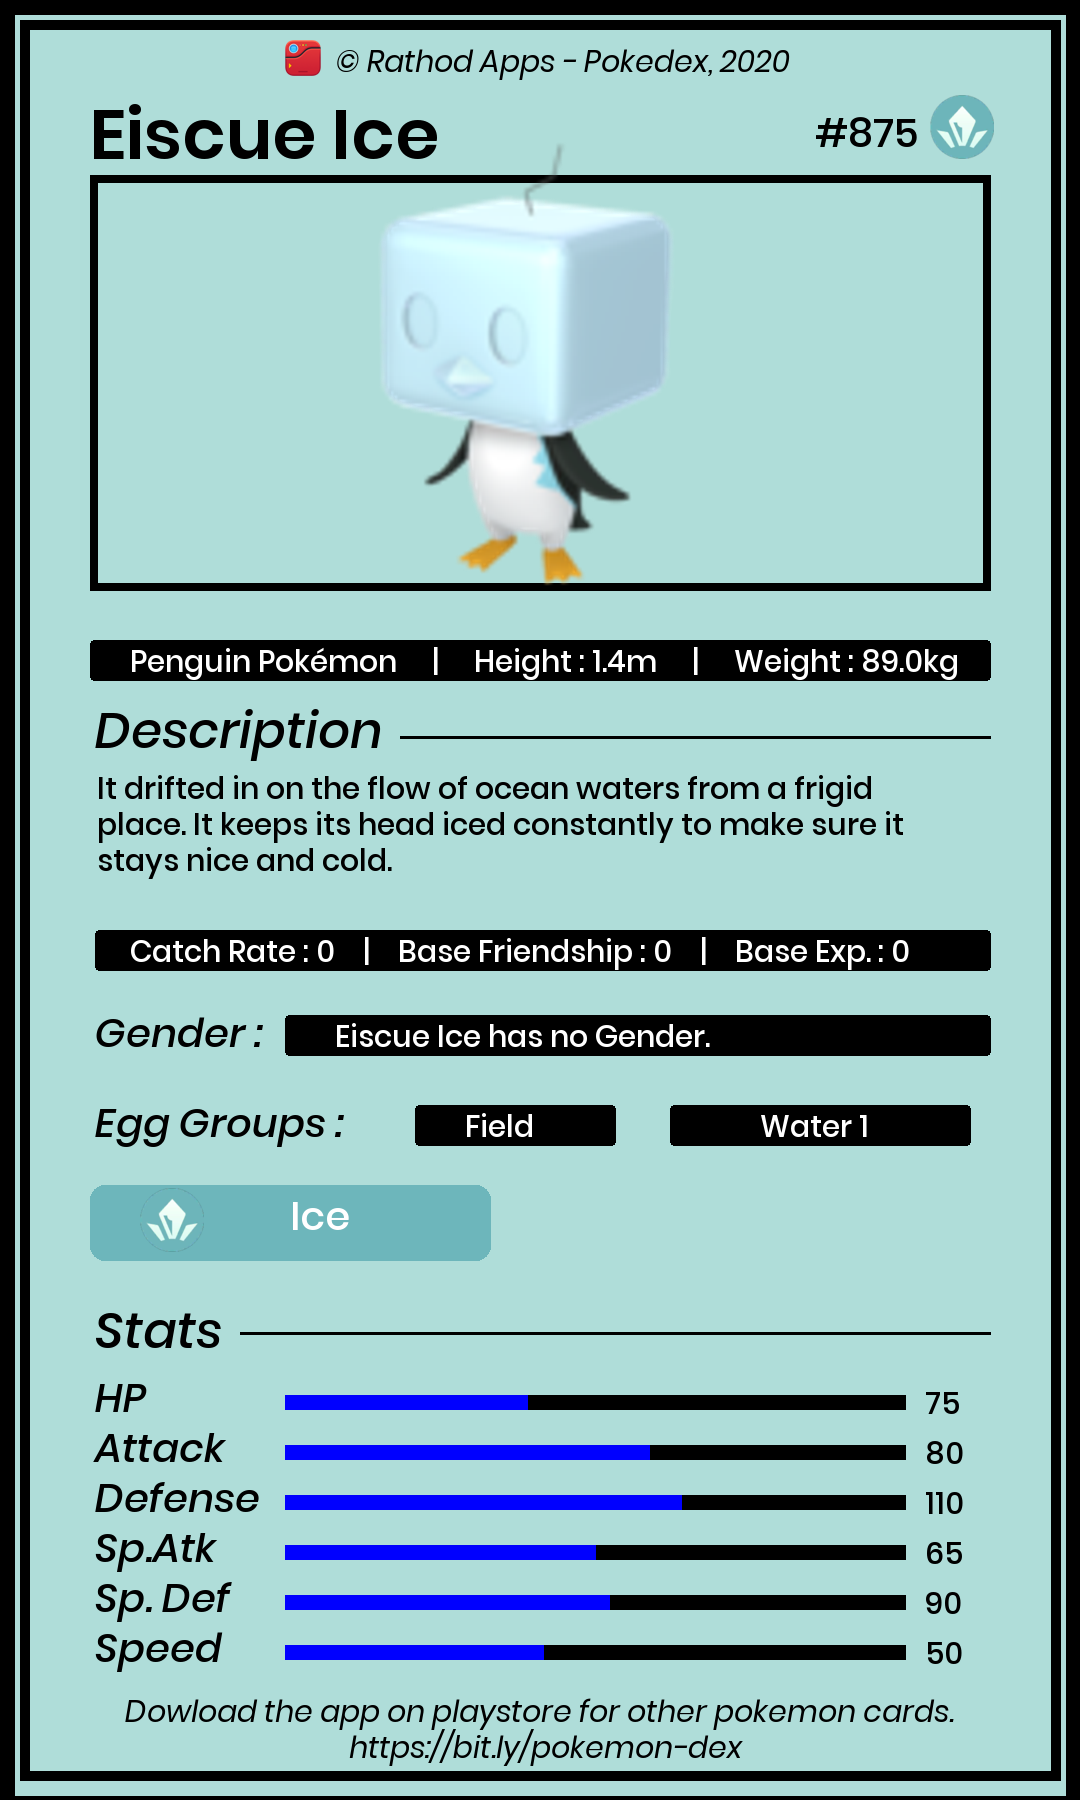 © Rathod Apps - Pokedex, 2020
Eiscue Ice #875
Penguin Pokémon | Height : 1.4m | Weight : 89.0kg
Description
It drifted in on the flow of ocean waters from a frigid
place. It keeps its head iced constantly to make sure it
stays nice and cold.
Catch Rate : 0 | Base Friendship : 0 | Base Exp. : 0
Gender : Eiscue Ice has no Gender.
Egg Groups : Field Water 1
Ice
Stats
HP 75
Attack 80
Defense 110
Sp.Atk 65
Sp. Def 90
Speed 50
Dowload the app on playstore for other pokemon cards.
https://bit.ly/pokemon-dex